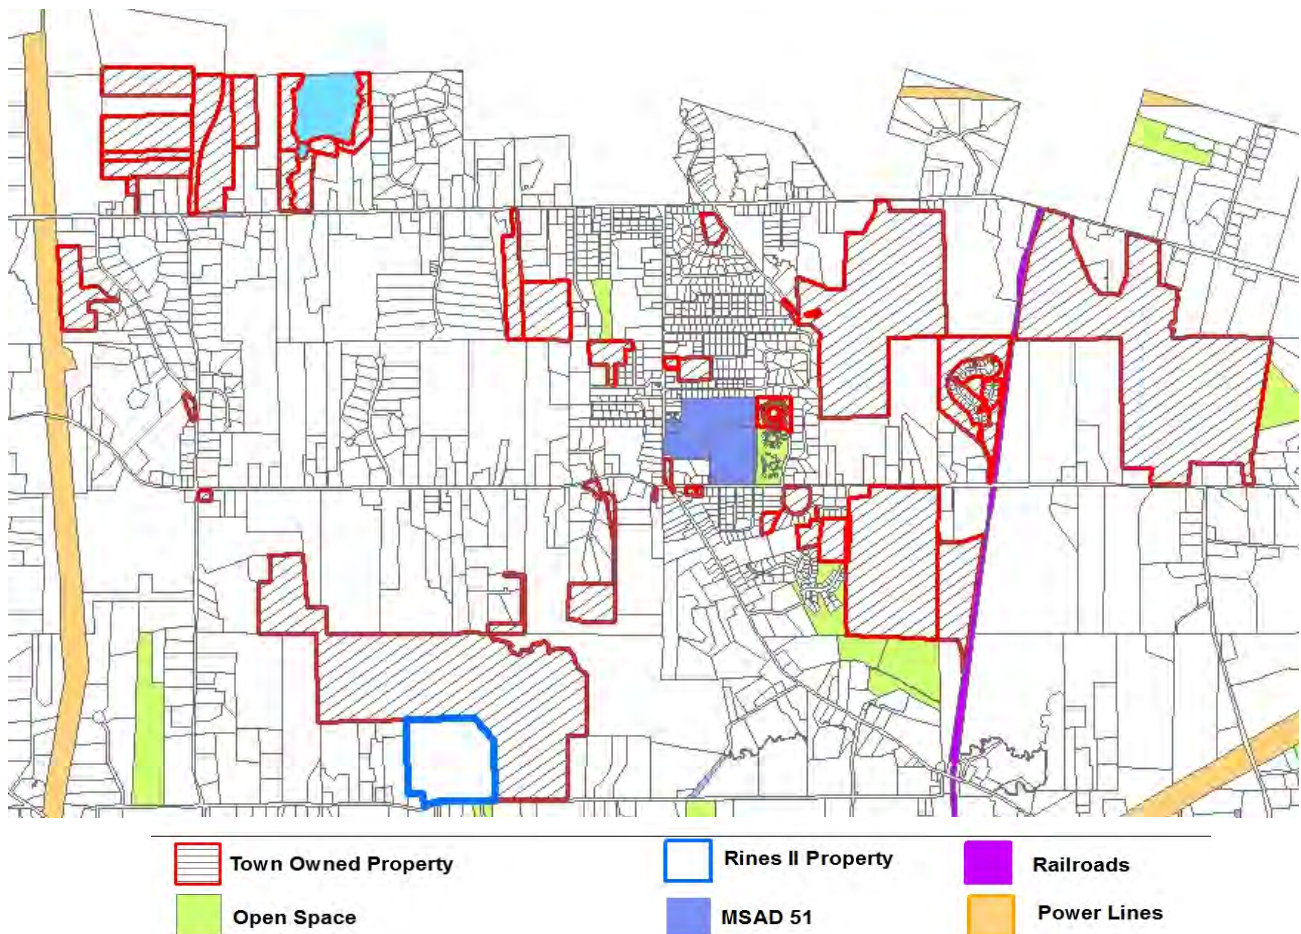 Town Owned Property
Rines II Property
Railroads
Open Space
MSAD 51
Power Lines